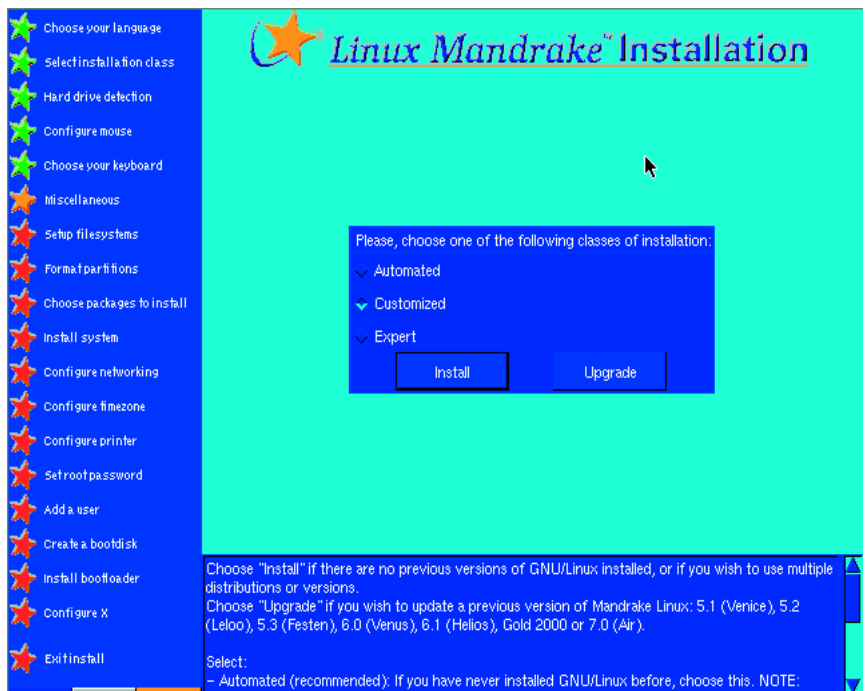 Choose your language
Select installation class
Hard drive detection
Configure mouse
Choose your keyboard
Miscellaneous
Setup filesystems
Format partitions
Choose packages to install
Install system
Configure networking
Configure timezone
Configure printer
Set root password
Add a user
Create a bootdisk
Install bootloader
Configure X
Exit install
Linux Mandrake™ Installation
Please, choose one of the following classes of installation:
Automated
Customized
Expert
Install
Upgrade
Choose "Install" if there are no previous versions of GNU/Linux installed, or if you wish to use multiple
distributions or versions.
Choose "Upgrade" if you wish to update a previous version of Mandrake Linux: 5.1 (Venice), 5.2
(Leloo), 5.3 (Festen), 6.0 (Venus), 6.1 (Helios), Gold 2000 or 7.0 (Air).
Select:
– Automated (recommended): If you have never installed GNU/Linux before, choose this. NOTE: